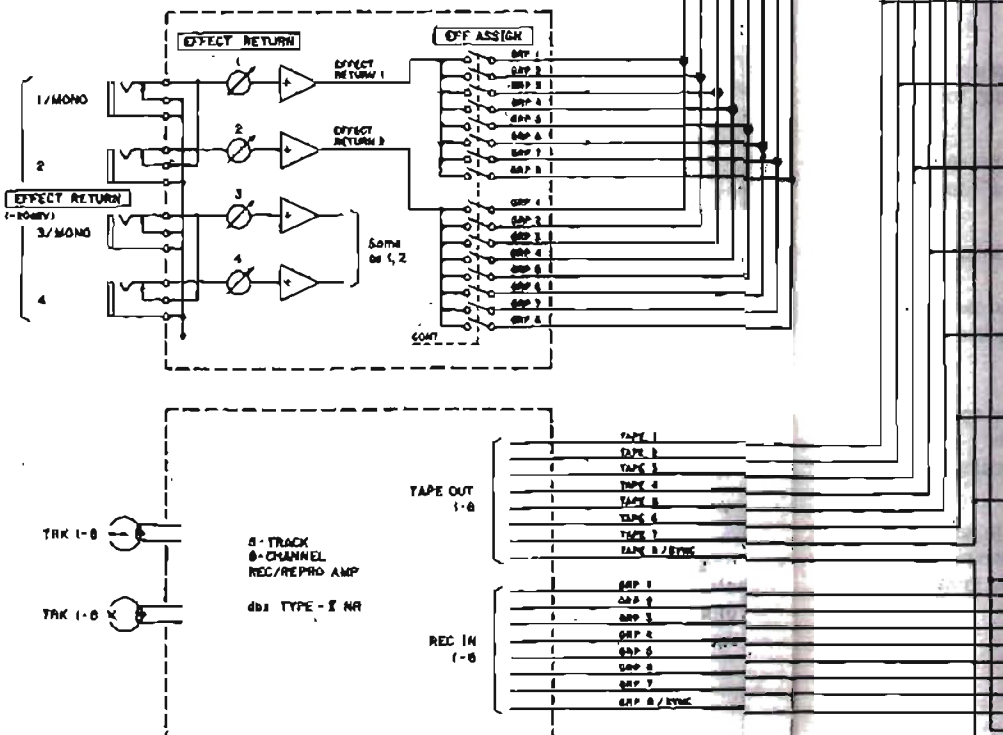 EFFECT RETURN
EFF ASSIGN
1/MONO
2
EFFECT RETURN
3/MONO
4
1
EFFECT RETURN 1
2
EFFECT RETURN 2
3
4
Same as 1, 2
GRP 1
GRP 2
GRP 3
GRP 4
GRP 5
GRP 6
GRP 7
GRP 8
GRP 1
GRP 2
GRP 3
GRP 4
GRP 5
GRP 6
GRP 7
GRP 8
CONT
TRK 1-8
TRK 1-8
8-TRACK
8-CHANNEL
REC/REPRO AMP
dbx TYPE-I NR
TAPE OUT
1-8
TAPE 1
TAPE 2
TAPE 3
TAPE 4
TAPE 5
TAPE 6
TAPE 7
TAPE 8/SYNC
REC IN
1-8
GRP 1
GRP 2
GRP 3
GRP 4
GRP 5
GRP 6
GRP 7
GRP 8/SYNC